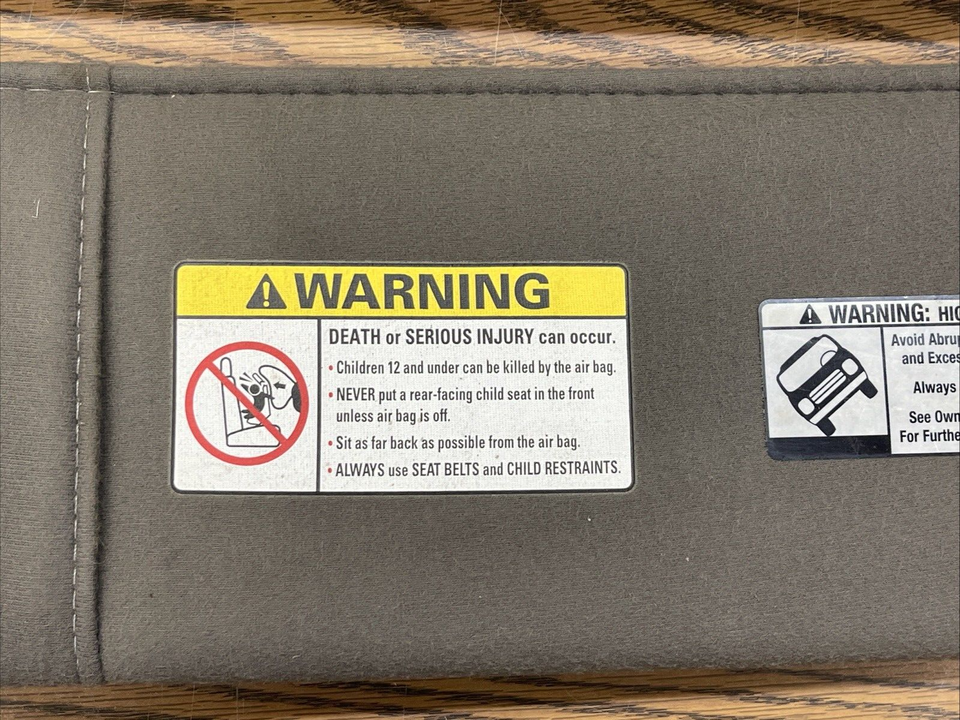 WARNING
DEATH or SERIOUS INJURY can occur.
• Children 12 and under can be killed by the air bag.
• NEVER put a rear-facing child seat in the front
unless air bag is off.
• Sit as far back as possible from the air bag.
• ALWAYS use SEAT BELTS and CHILD RESTRAINTS.
WARNING:
Avoid
and
Always
See
For